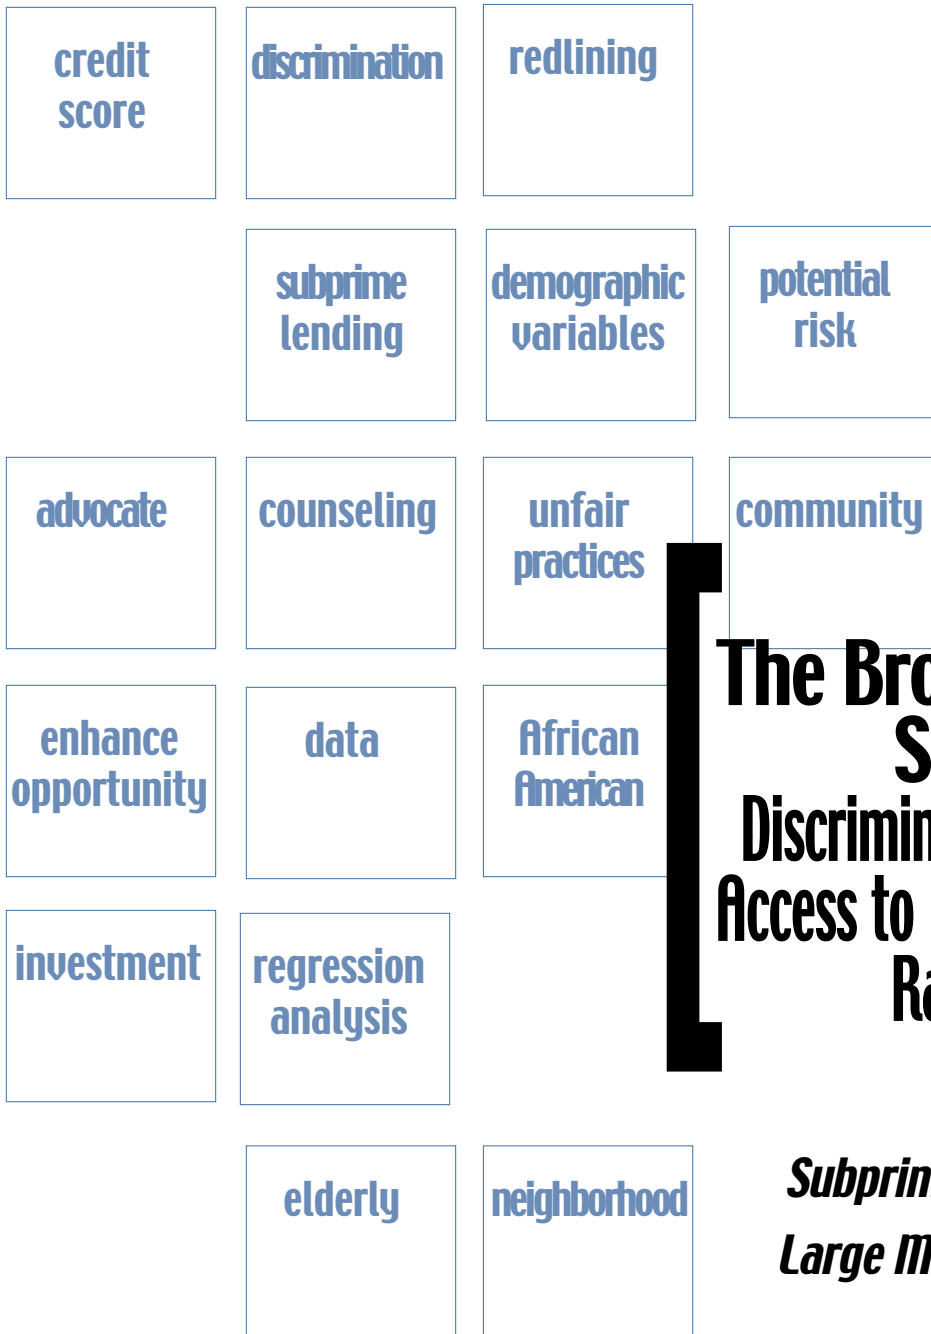 credit
score
discrimination
redlining
subprime
lending
demographic
variables
potential
risk
advocate
counseling
unfair
practices
community
enhance
opportunity
data
African
American
The Bro
S
Discrimin
Access to
Ra
investment
regression
analysis
elderly
neighborhood
Subprim
Large M